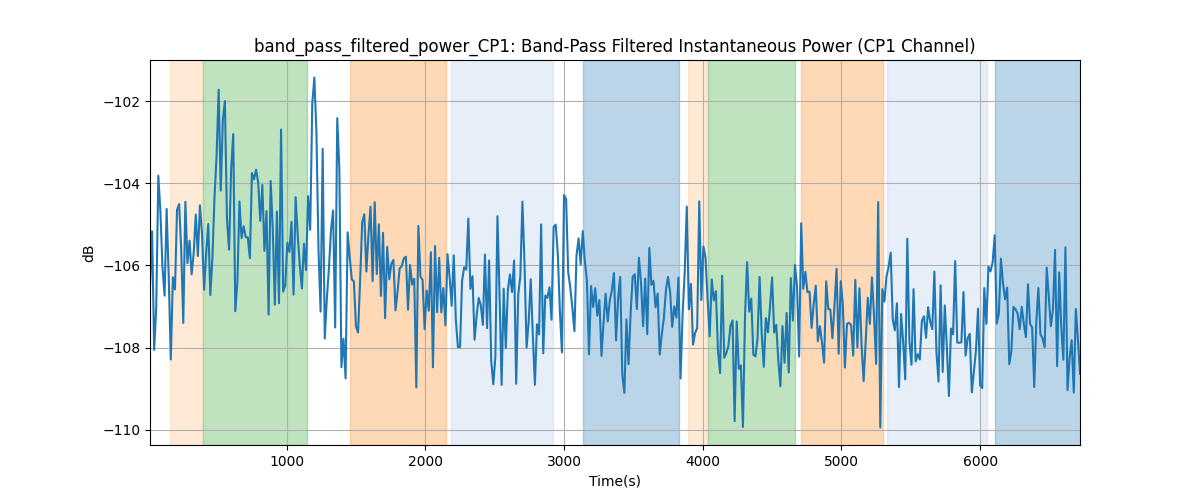 band_pass_filtered_power_CP1: Band-Pass Filtered Instantaneous Power (CP1 Channel)
−102
−104
−106
−108
−110
dB
1000 2000 3000 4000 5000 6000
Time(s)